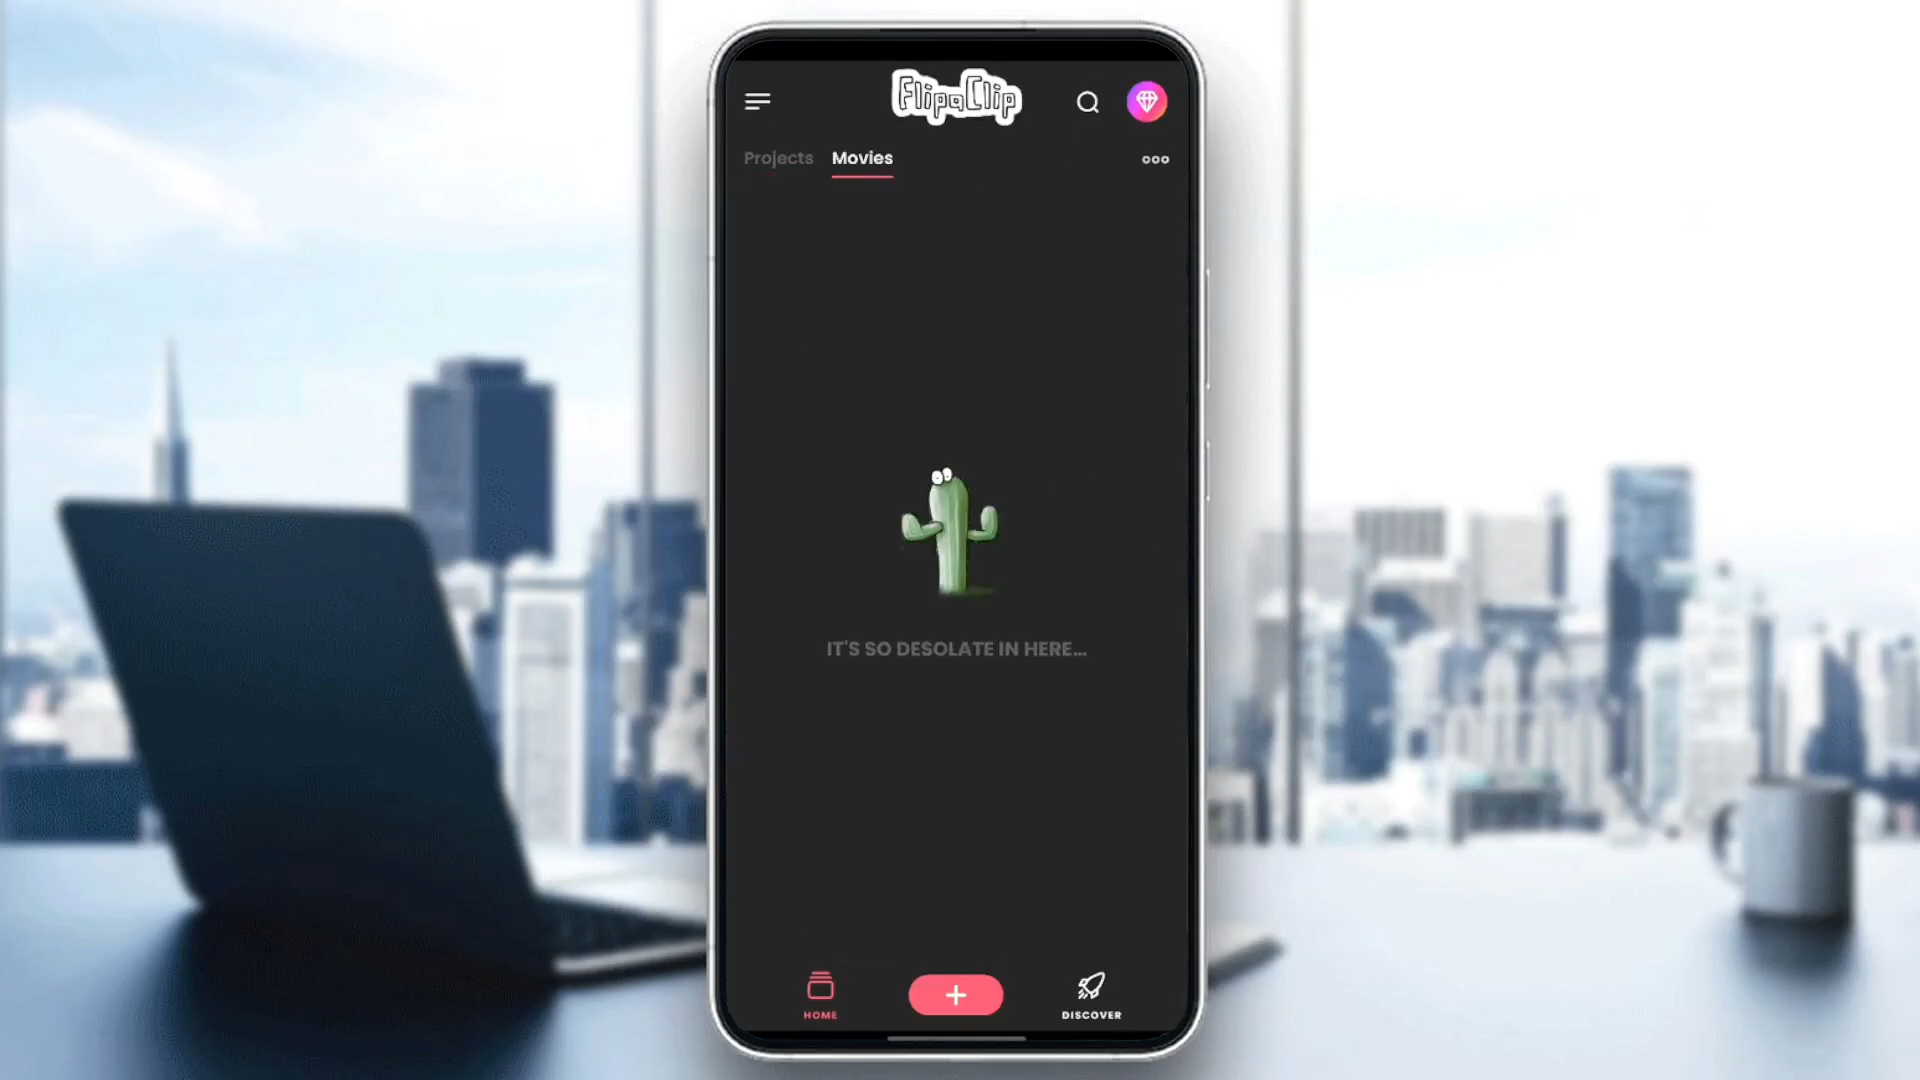 FlipaClip
Projects Movies
IT'S SO DESOLATE IN HERE...
HOME
DISCOVER